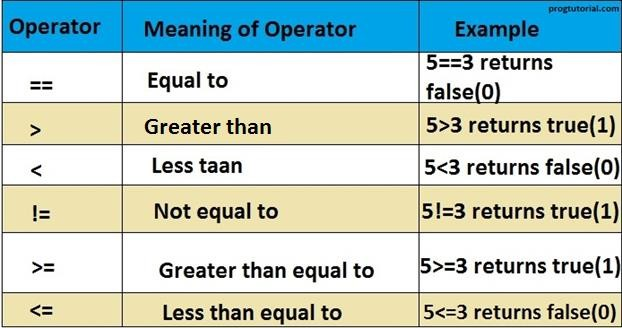 progtutorial.com
Operator Meaning of Operator Example
== Equal to 5==3 returns
false(0)
> Greater than 5>3 returns true(1)
< Less taan 5<3 returns false(0)
!= Not equal to 5!=3 returns true(1)
>= Greater than equal to 5>=3 returns true(1)
<= Less than equal to 5<=3 returns false(0)